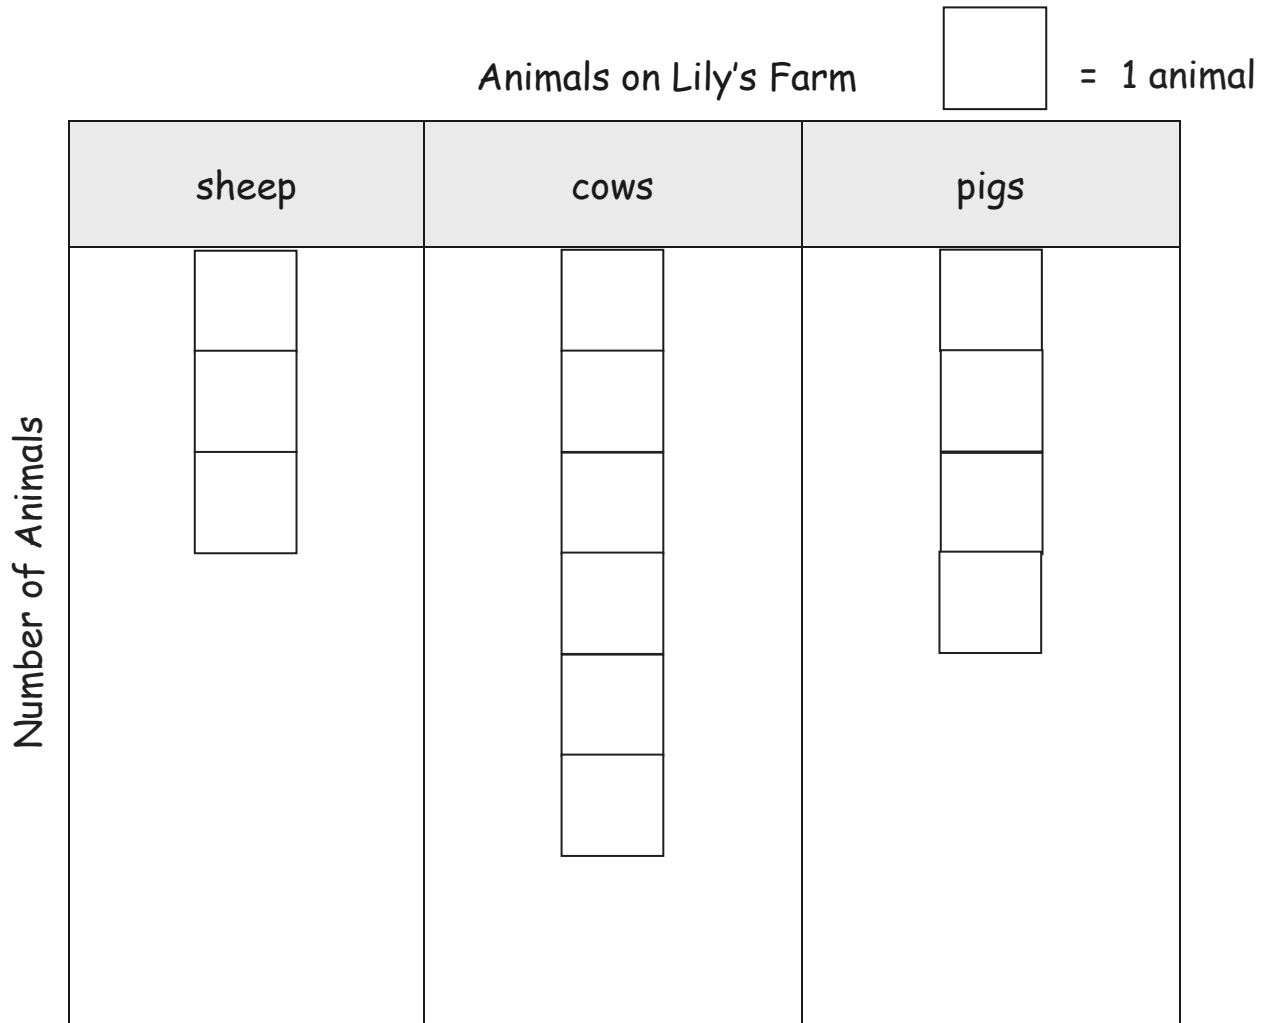 Animals on Lily's Farm
= 1 animal
sheep
cows
pigs
Number of Animals